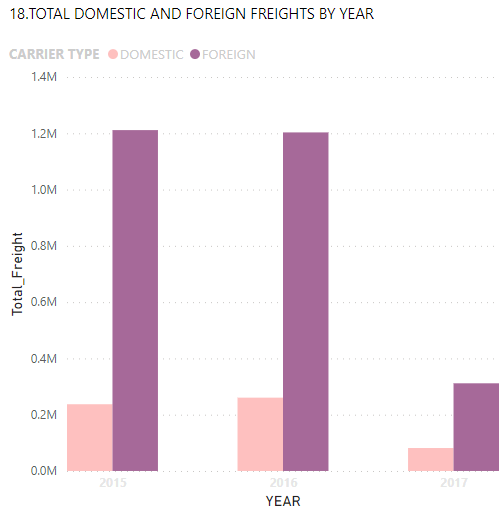 18.TOTAL DOMESTIC AND FOREIGN FREIGHTS BY YEAR
CARRIER TYPE DOMESTIC FOREIGN
1.4M
1.2M
1.0M
0.8M
0.6M
0.4M
0.2M
0.0M
Total_Freight
2015 2016 2017
YEAR